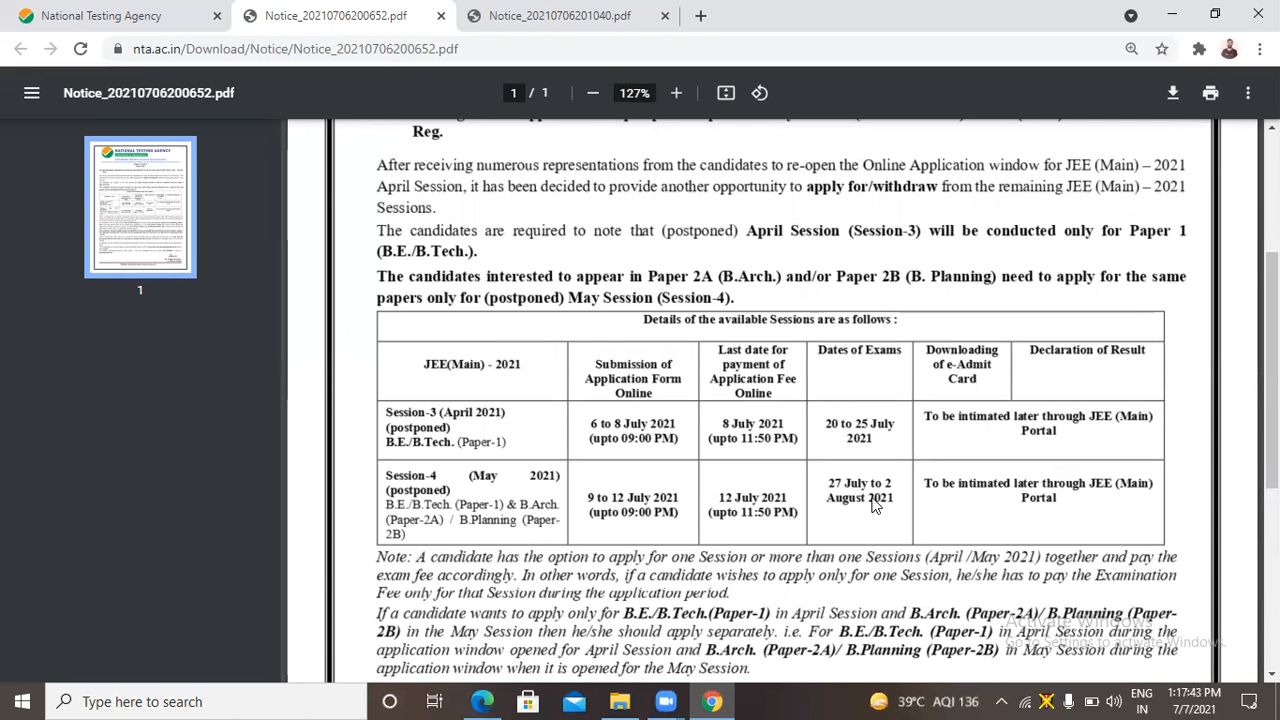 National Testing Agency
Notice_20210706200652.pdf
Notice_20210706201040.pdf
nta.ac.in/Download/Notice/Notice_20210706200652.pdf
Notice_20210706200652.pdf
1 / 1
127%
1
Reg.
After receiving numerous representations from the candidates to re-open the Online Application window for JEE (Main) – 2021
April Session, it has been decided to provide another opportunity to apply for/withdraw from the remaining JEE (Main) – 2021
Sessions.
The candidates are required to note that (postponed) April Session (Session-3) will be conducted only for Paper 1
(B.E./B.Tech.).
The candidates interested to appear in Paper 2A (B.Arch.) and/or Paper 2B (B. Planning) need to apply for the same
papers only for (postponed) May Session (Session-4).
Details of the available Sessions are as follows :
JEE(Main) - 2021
Submission of
Application Form
Online
Last date for
payment of
Application Fee
Online
Dates of Exams
Downloading
of e-Admit
Card
Declaration of Result
Session-3 (April 2021)
(postponed)
B.E./B.Tech. (Paper-1)
6 to 8 July 2021
(upto 09:00 PM)
8 July 2021
(upto 11:50 PM)
20 to 25 July
2021
To be intimated later through JEE (Main)
Portal
Session-4 (May 2021)
(postponed)
B.E./B.Tech. (Paper-1) & B.Arch.
(Paper-2A) / B.Planning (Paper-
2B)
9 to 12 July 2021
(upto 09:00 PM)
12 July 2021
(upto 11:50 PM)
27 July to 2
August 2021
To be intimated later through JEE (Main)
Portal
Note: A candidate has the option to apply for one Session or more than one Sessions (April /May 2021) together and pay the
exam fee accordingly. In other words, if a candidate wishes to apply only for one Session, he/she has to pay the Examination
Fee only for that Session during the application period.
If a candidate wants to apply only for B.E./B.Tech.(Paper-1) in April Session and B.Arch. (Paper-2A)/ B.Planning (Paper-
2B) in the May Session then he/she should apply separately. i.e. For B.E./B.Tech. (Paper-1) in April Session during the
application window opened for April Session and B.Arch. (Paper-2A)/ B.Planning (Paper-2B) in May Session during the
application window when it is opened for the May Session.
Activate Windows
Go to Settings to activate Windows.
Type here to search
39°C AQI 136
ENG
IN
1:17:43 PM
7/7/2021